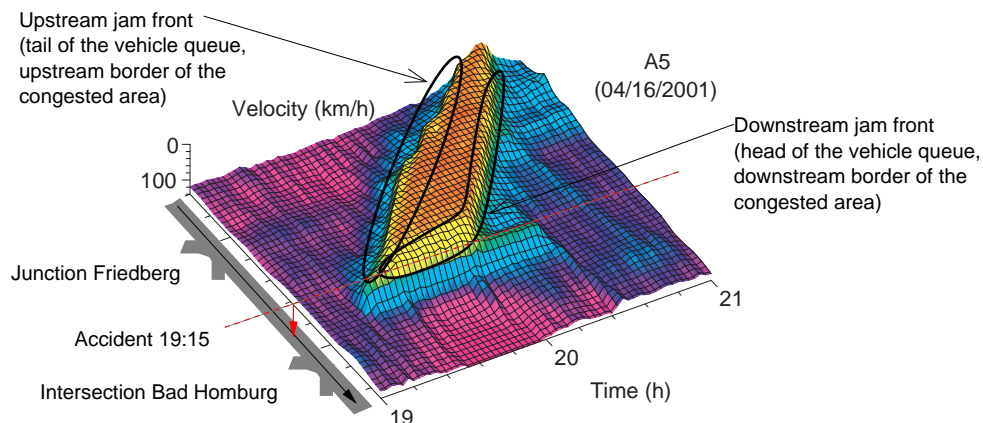 Upstream jam front
(tail of the vehicle queue,
upstream border of the
congested area)
A5
(04/16/2001)
Velocity (km/h)
Downstream jam front
(head of the vehicle queue,
downstream border of the
congested area)
0
100
Junction Friedberg
Accident 19:15
Intersection Bad Homburg
19
20
21
Time (h)